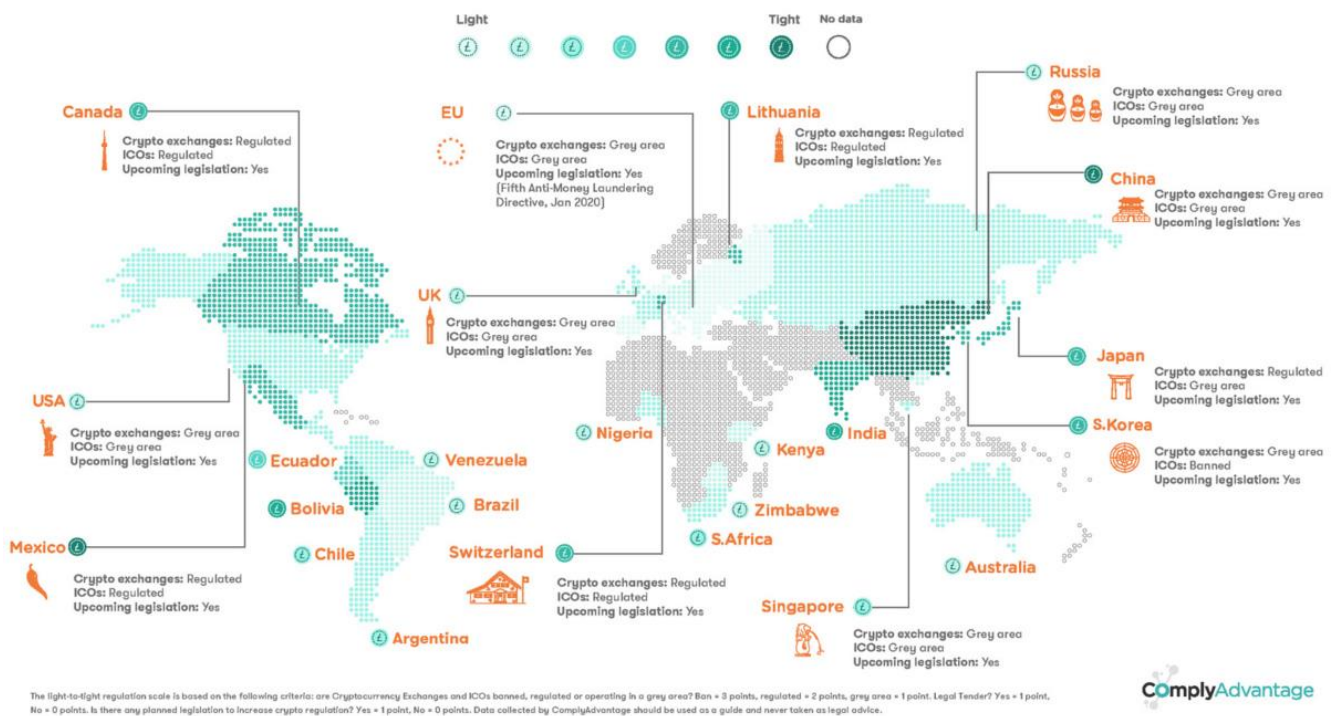 Light
Tight
No data
Canada
Crypto exchanges: Regulated
ICOs: Regulated
Upcoming legislation: Yes
EU
Crypto exchanges: Grey area
ICOs: Grey area
Upcoming legislation: Yes
(Fifth Anti-Money Laundering
Directive, Jan 2020)
Lithuania
Crypto exchanges: Regulated
ICOs: Regulated
Upcoming legislation: Yes
Russia
Crypto exchanges: Grey area
ICOs: Grey area
Upcoming legislation: Yes
China
Crypto exchanges: Grey area
ICOs: Grey area
Upcoming legislation: Yes
UK
Crypto exchanges: Grey area
ICOs: Grey area
Upcoming legislation: Yes
Japan
Crypto exchanges: Regulated
ICOs: Grey area
Upcoming legislation: Yes
USA
Crypto exchanges: Grey area
ICOs: Grey area
Upcoming legislation: Yes
S.Korea
Crypto exchanges: Grey area
ICOs: Banned
Upcoming legislation: Yes
Nigeria
India
Kenya
Ecuador
Venezuela
Bolivia
Brazil
Zimbabwe
S.Africa
Mexico
Crypto exchanges: Regulated
ICOs: Regulated
Upcoming legislation: Yes
Chile
Switzerland
Crypto exchanges: Regulated
ICOs: Regulated
Upcoming legislation: Yes
Australia
Singapore
Crypto exchanges: Grey area
ICOs: Grey area
Upcoming legislation: Yes
Argentina
The light-to-tight regulation scale is based on the following criteria: are Cryptocurrency Exchanges and ICOs banned, regulated or operating in a grey area? Ban = 3 points, regulated = 2 points, grey area = 1 point. Legal Tender? Yes = 1 point,
No = 0 points. Is there any planned legislation to increase crypto regulation? Yes = 1 point, No = 0 points. Data collected by ComplyAdvantage should be used as a guide and never taken as legal advice.
ComplyAdvantage